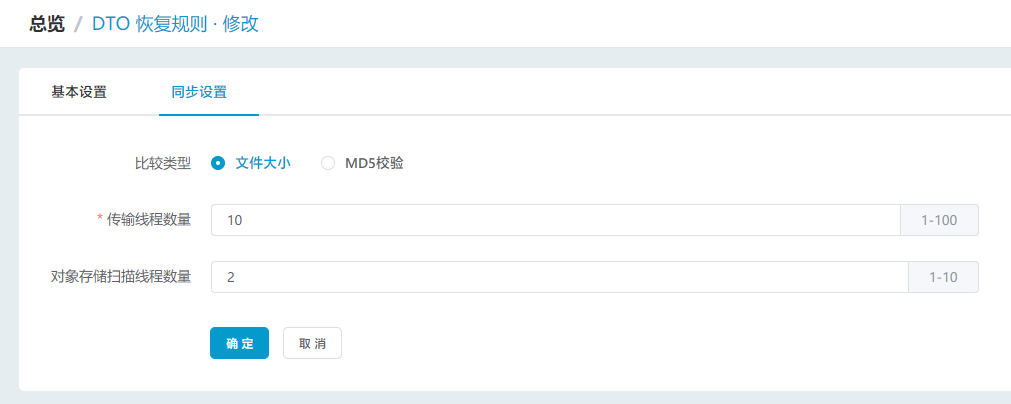 总览 / DTO 恢复规则 · 修改
基本设置 同步设置
比较类型 文件大小 MD5校验
* 传输线程数量 10 1-100
对象存储扫描线程数量 2 1-10
确 定 取 消